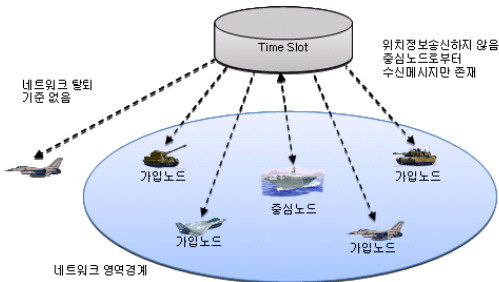 Time Slot
위치정보송신하지 않음
중심노드로부터
수신메시지만 존재
네트워크 탈퇴
기준 없음
가입노드
가입노드
중심노드
가입노드
가입노드
네트워크 영역경계